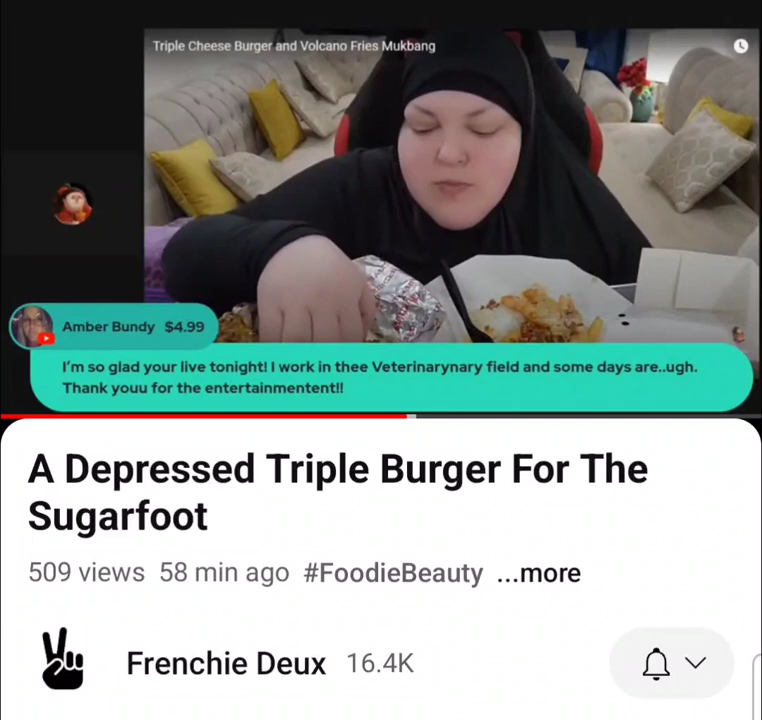 Triple Cheese Burger and Volcano Fries Mukbang
Amber Bundy $4.99
I'm so glad your live tonight! I work in thee Veterinarynary field and some days are..ugh.
Thank youu for the entertainmentent!!
A Depressed Triple Burger For The
Sugarfoot
509 views 58 min ago #FoodieBeauty ...more
Frenchie Deux 16.4K